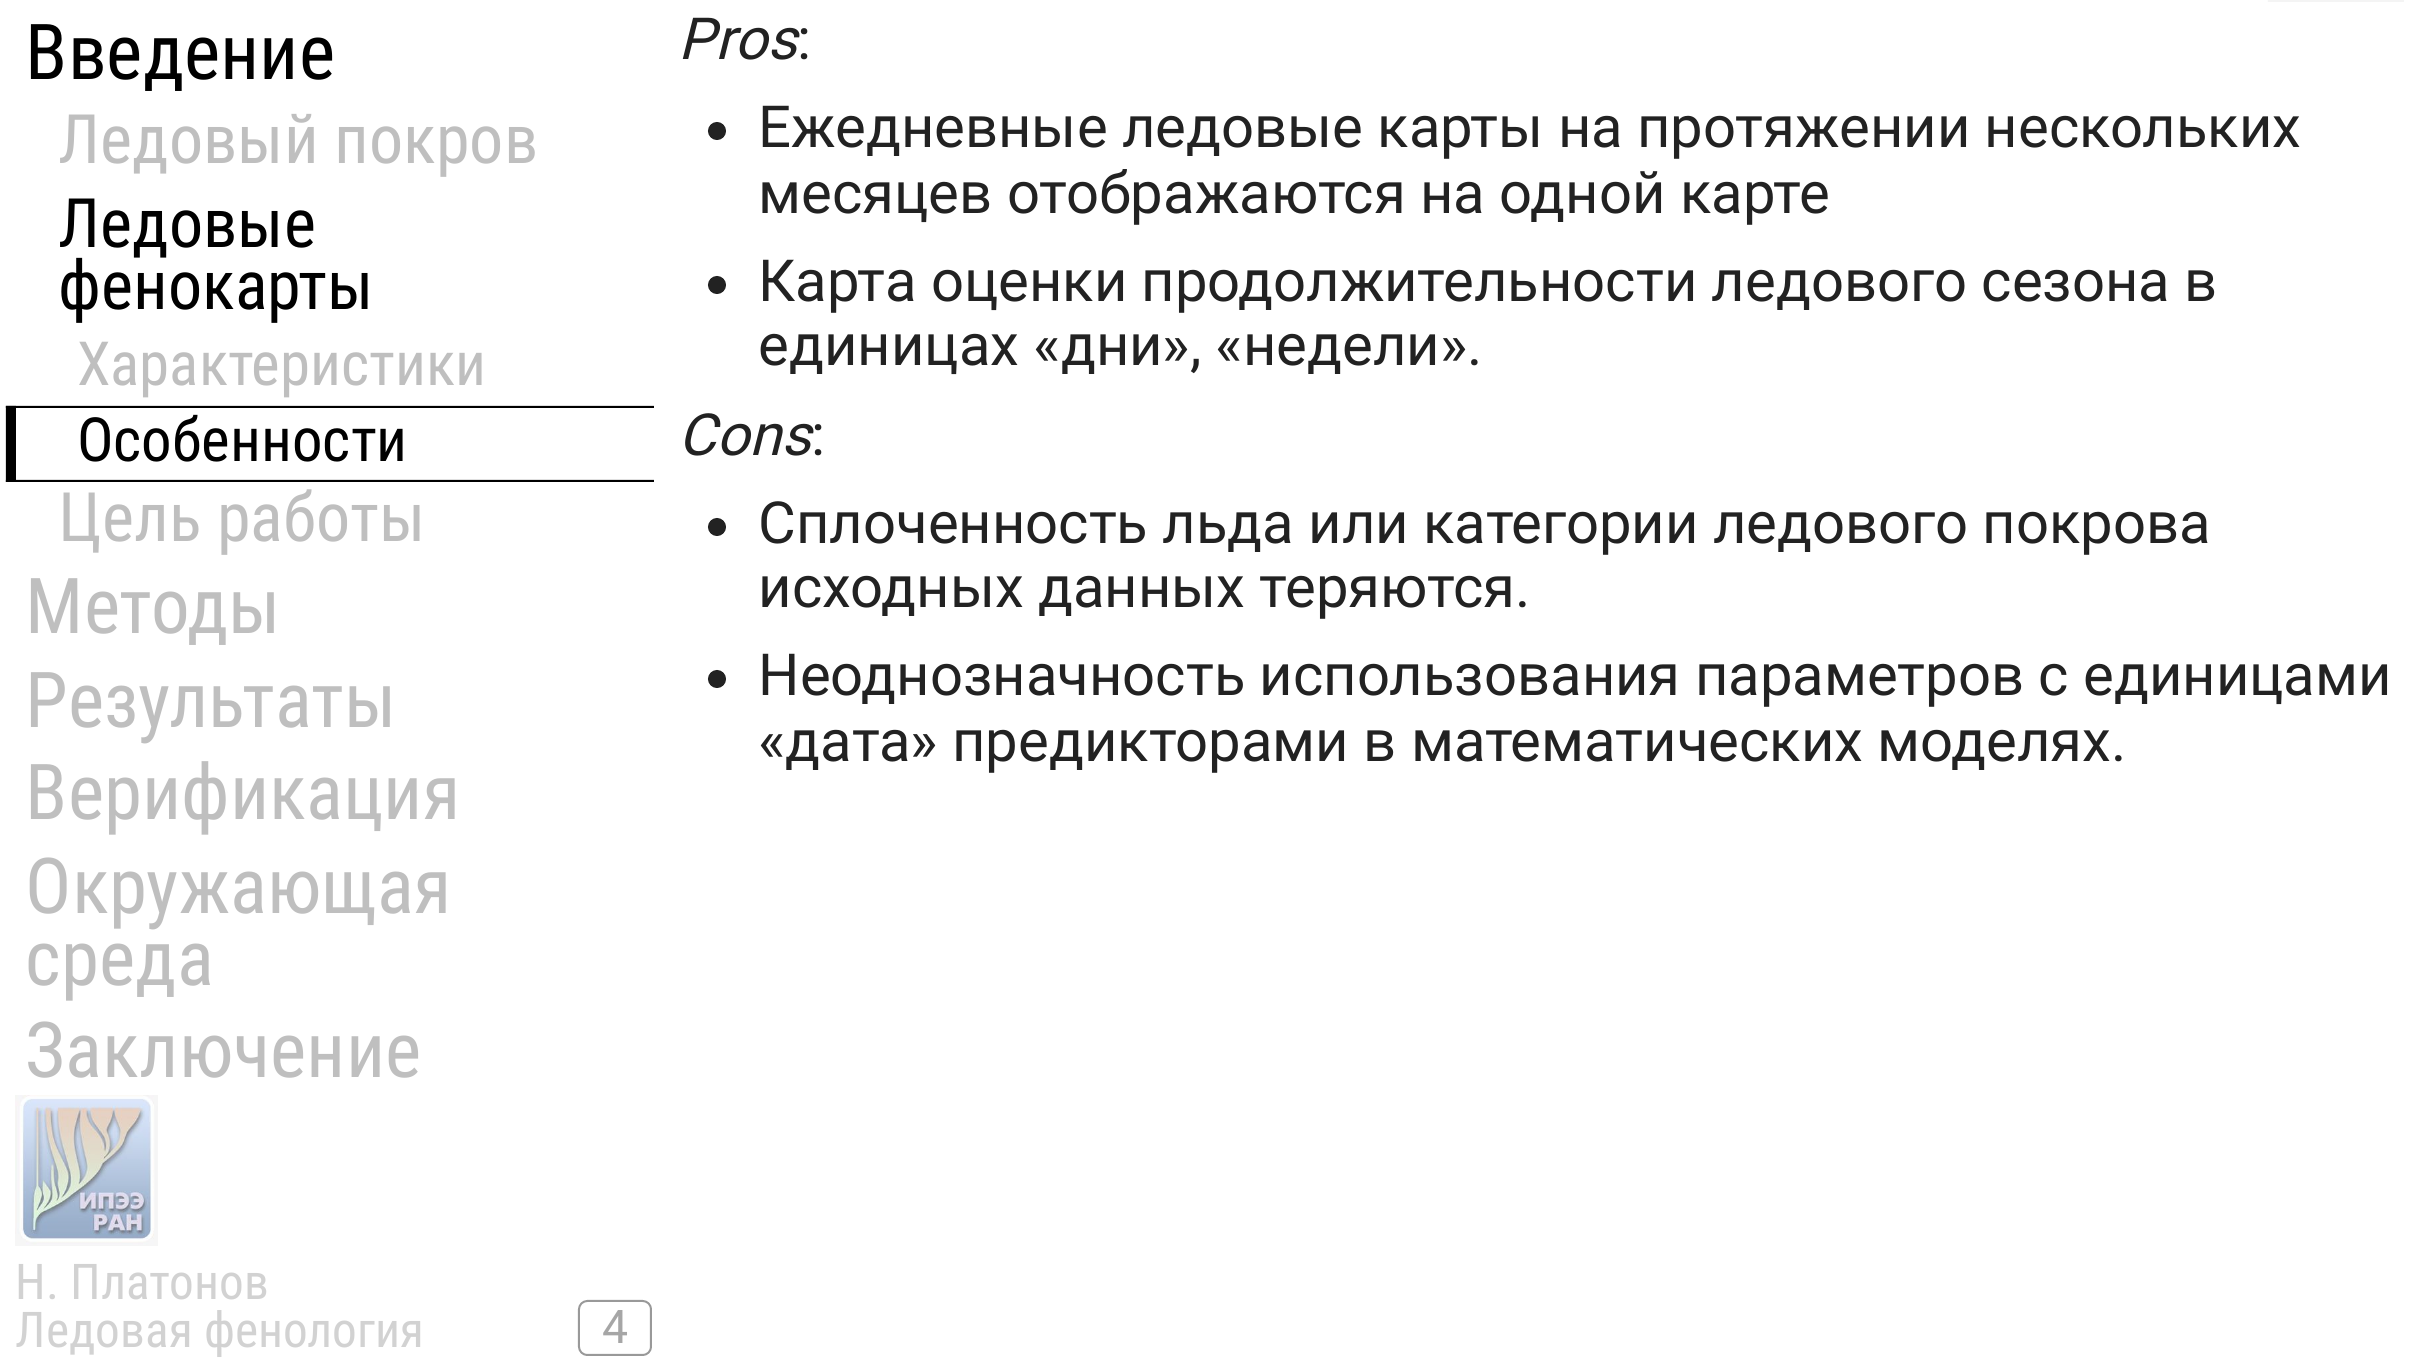 Введение
Ледовый покров
Ледовые
фенокарты
Характеристики
Особенности
Цель работы
Методы
Результаты
Верификация
Окружающая
среда
Заключение
ИПЭЭ
РАН
Н. Платонов
Ледовая фенология
4
Pros:
• Ежедневные ледовые карты на протяжении нескольких
месяцев отображаются на одной карте
• Карта оценки продолжительности ледового сезона в
единицах «дни», «недели».
Cons:
• Сплоченность льда или категории ледового покрова
исходных данных теряются.
• Неоднозначность использования параметров с единицами
«дата» предикторами в математических моделях.